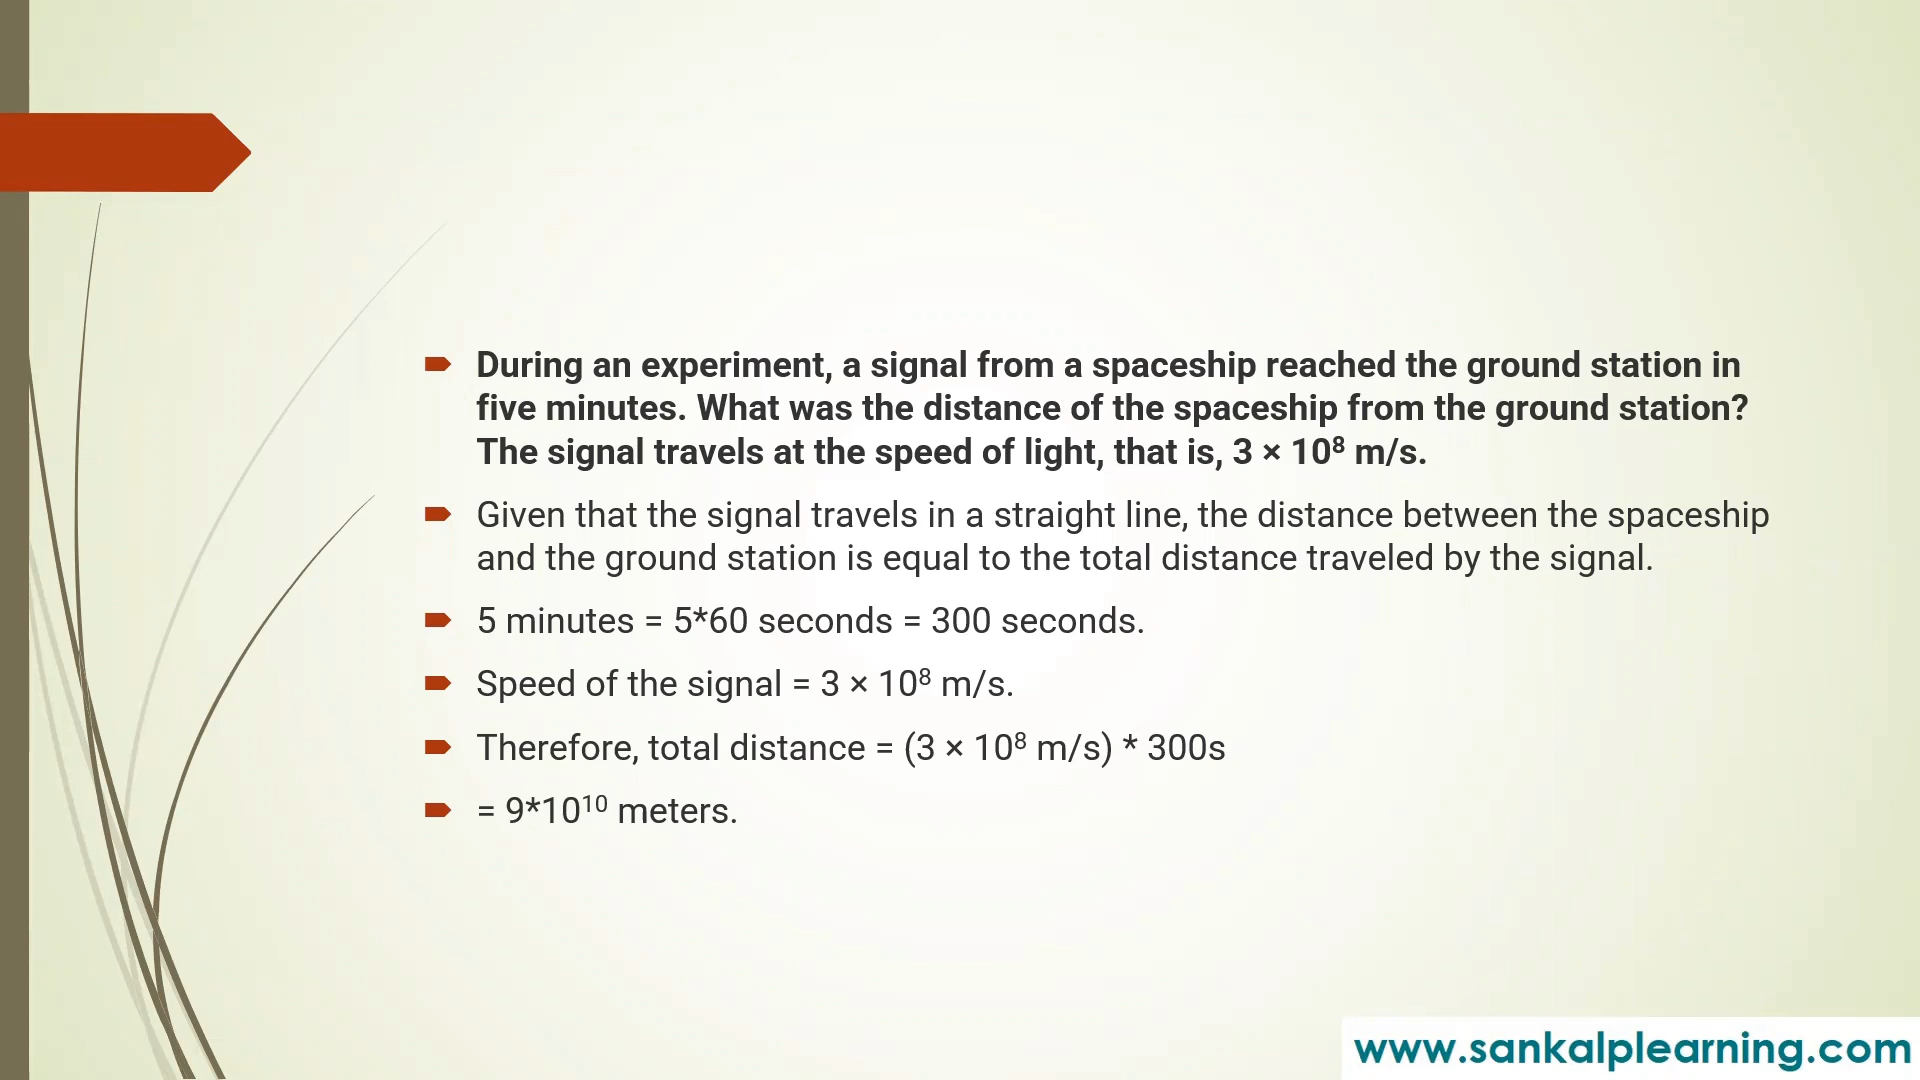 During an experiment, a signal from a spaceship reached the ground station in
five minutes. What was the distance of the spaceship from the ground station?
The signal travels at the speed of light, that is, 3 × 10⁸ m/s.
Given that the signal travels in a straight line, the distance between the spaceship
and the ground station is equal to the total distance traveled by the signal.
5 minutes = 5*60 seconds = 300 seconds.
Speed of the signal = 3 × 10⁸ m/s.
Therefore, total distance = (3 × 10⁸ m/s) * 300s
= 9*10¹⁰ meters.
www.sankalplearning.com